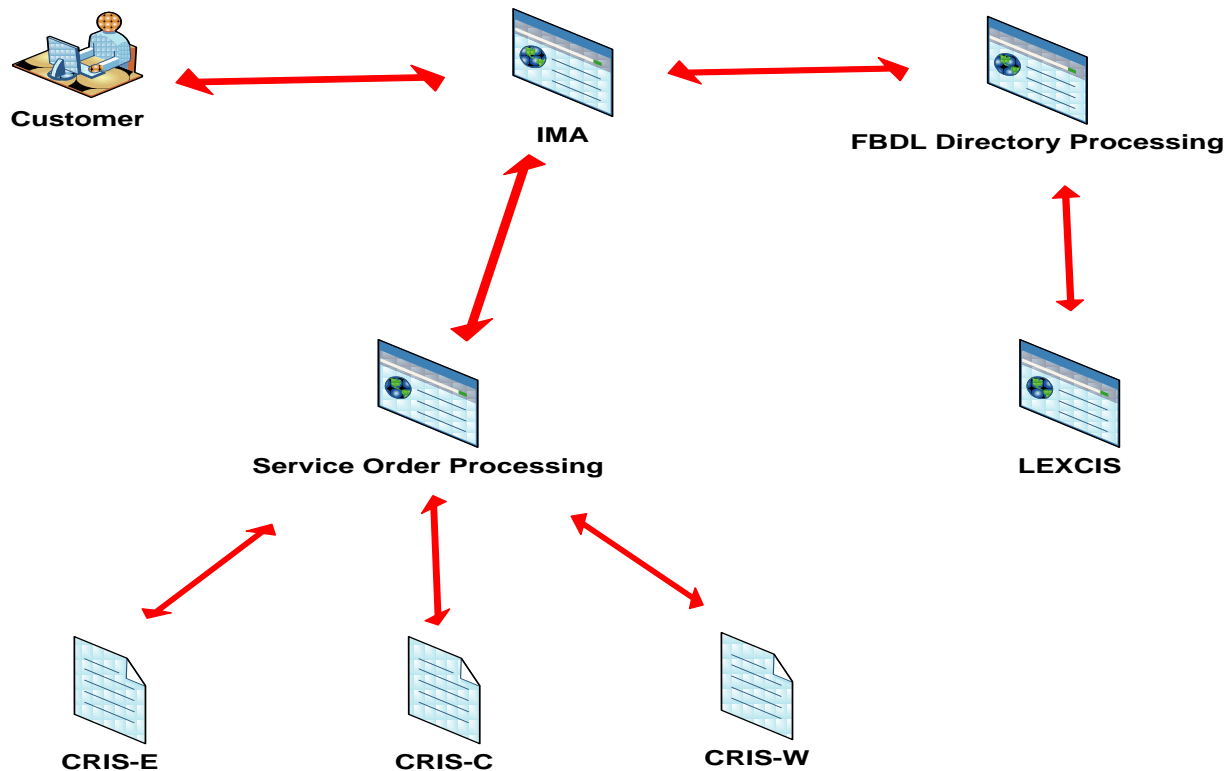 Customer
IMA
FBDL Directory Processing
Service Order Processing
LEXCIS
CRIS-E
CRIS-C
CRIS-W